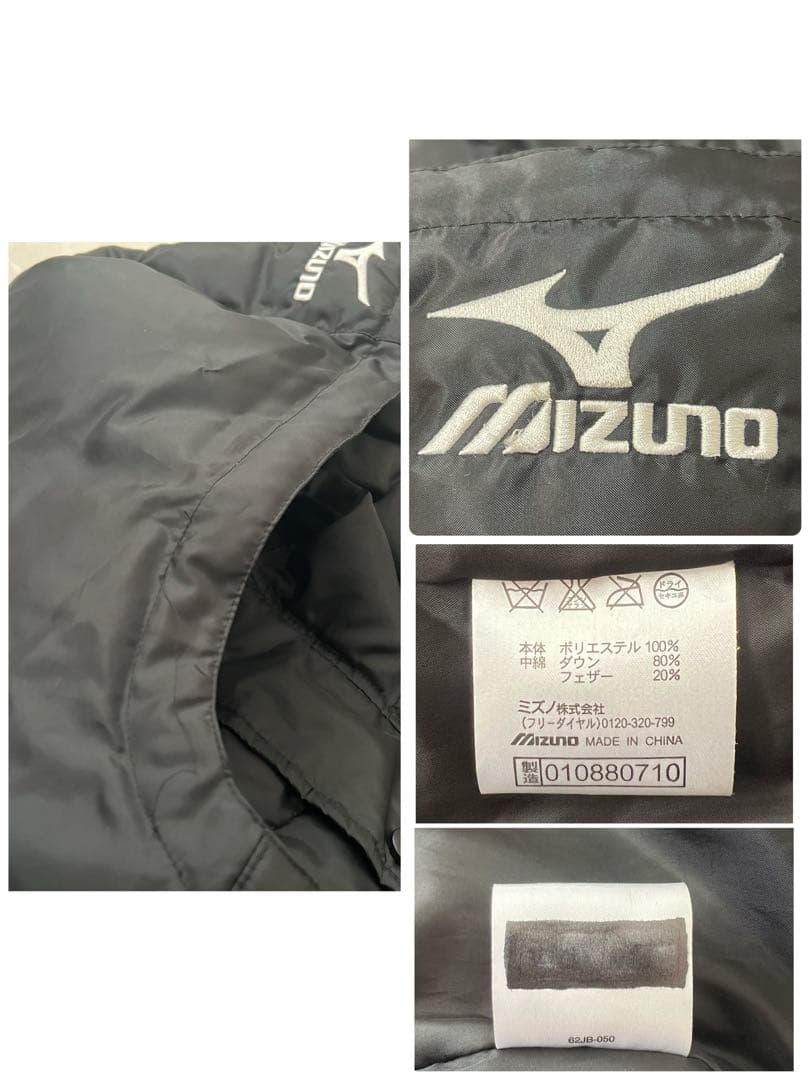 MIZUNO
MIZUNO
ドライ
セキユ系
本体 ポリエステル 100%
中綿 ダウン 80%
フェザー 20%
ミズノ株式会社
(フリーダイヤル)0120-320-799
MIZUNO MADE IN CHINA
製造 010880710
62JB-050